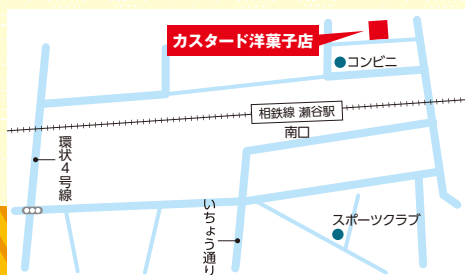 カスタード洋菓子店
コンビニ
相鉄線 瀬谷駅
南口
環状4号線
いちょう通り
スポーツクラブ